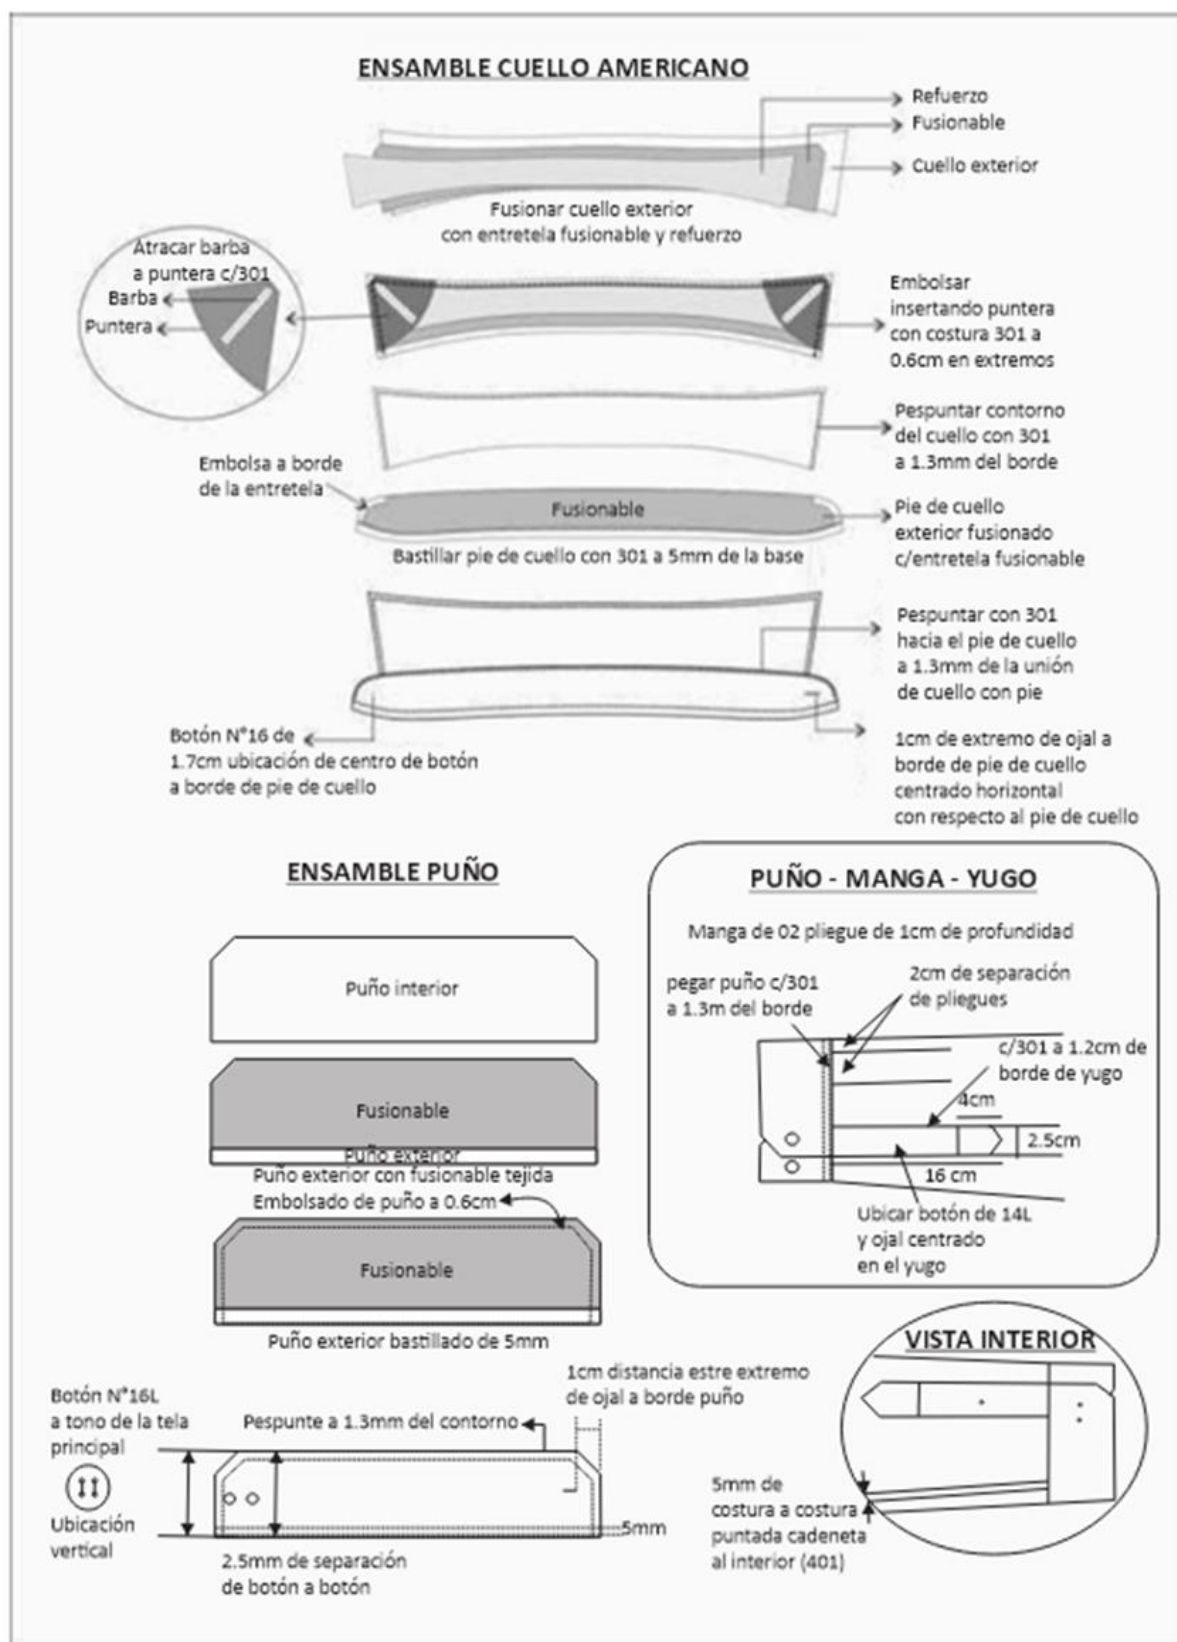 ENSAMBLE CUELLO AMERICANO
Refuerzo
Fusionable
Cuello exterior
Fusionar cuello exterior
con entretela fusionable y refuerzo
Atracar barba
a puntera c/301
Barba
Puntera
Embolsar
insertando puntera
con costura 301 a
0.6cm en extremos
Pespuntar contorno
del cuello con 301
a 1.3mm del borde
Embolsa a borde
de la entretela
Fusionable
Pie de cuello
exterior fusionado
c/entretela fusionable
Bastillar pie de cuello con 301 a 5mm de la base
Pespuntar con 301
hacia el pie de cuello
a 1.3mm de la unión
de cuello con pie
Botón N°16 de
1.7cm ubicación de centro de botón
a borde de pie de cuello
1cm de extremo de ojal a
borde de pie de cuello
centrado horizontal
con respecto al pie de cuello
ENSAMBLE PUÑO
Puño interior
Fusionable
Puño exterior
Puño exterior con fusionable tejida
Embolsado de puño a 0.6cm
Fusionable
Puño exterior bastillado de 5mm
PUÑO - MANGA - YUGO
Manga de 02 pliegue de 1cm de profundidad
pegar puño c/301
a 1.3m del borde
2cm de separación
de pliegues
c/301 a 1.2cm de
borde de yugo
4cm
2.5cm
16 cm
Ubicar botón de 14L
y ojal centrado
en el yugo
1cm distancia estre extremo
de ojal a borde puño
Botón N°16L
a tono de la tela
principal
Pespunte a 1.3mm del contorno
Ubicación
vertical
5mm
2.5mm de separación
de botón a botón
VISTA INTERIOR
5mm de
costura a costura
puntada cadeneta
al interior (401)